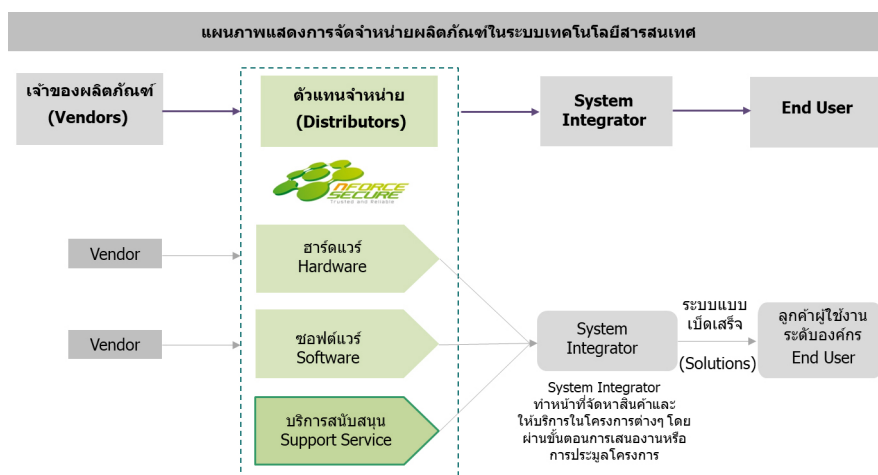 แผนภาพแสดงการจัดจำหน่ายผลิตภัณฑ์ในระบบเทคโนโลยีสารสนเทศ
เจ้าของผลิตภัณฑ์
(Vendors)
ตัวแทนจำหน่าย
(Distributors)
System
Integrator
End User
nFORCE
SECURE
Trusted and Reliable
Vendor
ฮาร์ดแวร์
Hardware
Vendor
ซอฟต์แวร์
Software
บริการสนับสนุน
Support Service
System
Integrator
ระบบแบบ
เบ็ดเสร็จ
(Solutions)
ลูกค้าผู้ใช้งาน
ระดับองค์กร
End User
System Integrator
ทำหน้าที่จัดหาสินค้าและ
ให้บริการในโครงการต่างๆ โดย
ผ่านขั้นตอนการเสนองานหรือ
การประมูลโครงการ